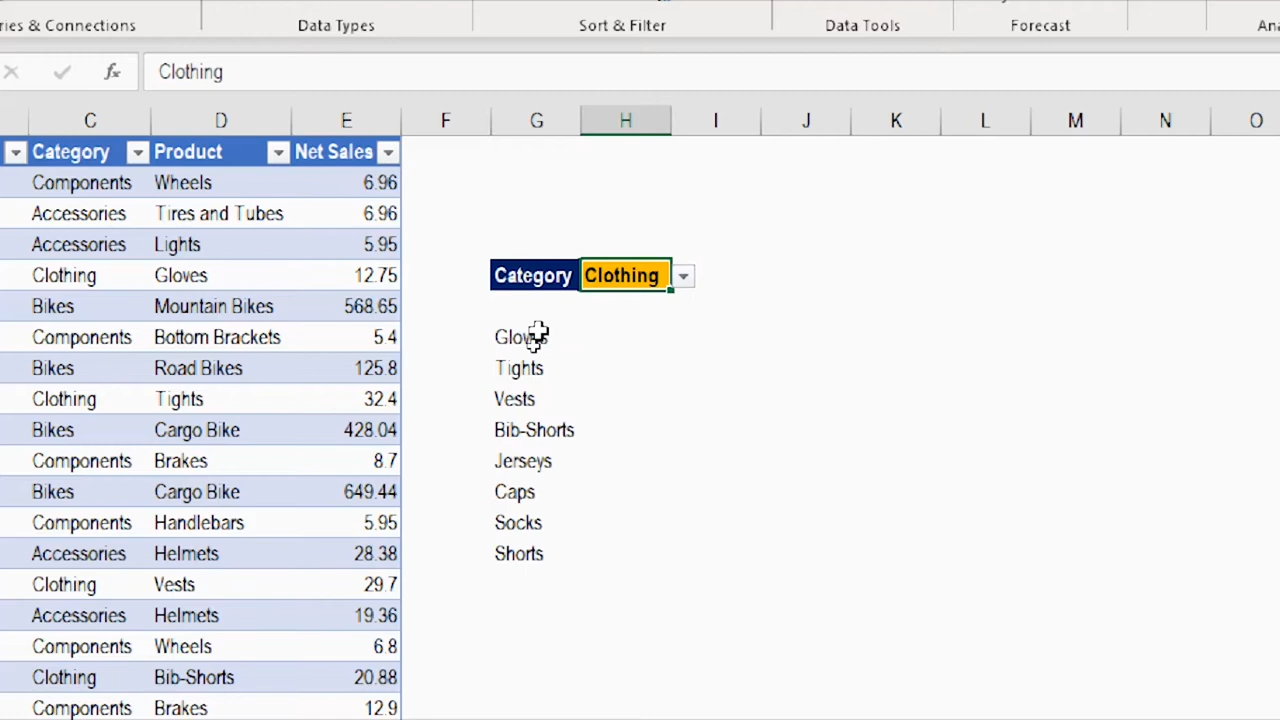 ries & Connections Data Types Sort & Filter Data Tools Forecast
fx Clothing
C D E F G H I J K L M N O
Category Product Net Sales
Components Wheels 6.96
Accessories Tires and Tubes 6.96
Accessories Lights 5.95
Category Clothing
Clothing Gloves 12.75
Bikes Mountain Bikes 568.65
Components Bottom Brackets 5.4 Gloves
Bikes Road Bikes 125.8 Tights
Clothing Tights 32.4 Vests
Bikes Cargo Bike 428.04 Bib-Shorts
Components Brakes 8.7 Jerseys
Bikes Cargo Bike 649.44 Caps
Components Handlebars 5.95 Socks
Accessories Helmets 28.38 Shorts
Clothing Vests 29.7
Accessories Helmets 19.36
Components Wheels 6.8
Clothing Bib-Shorts 20.88
Components Brakes 12.9